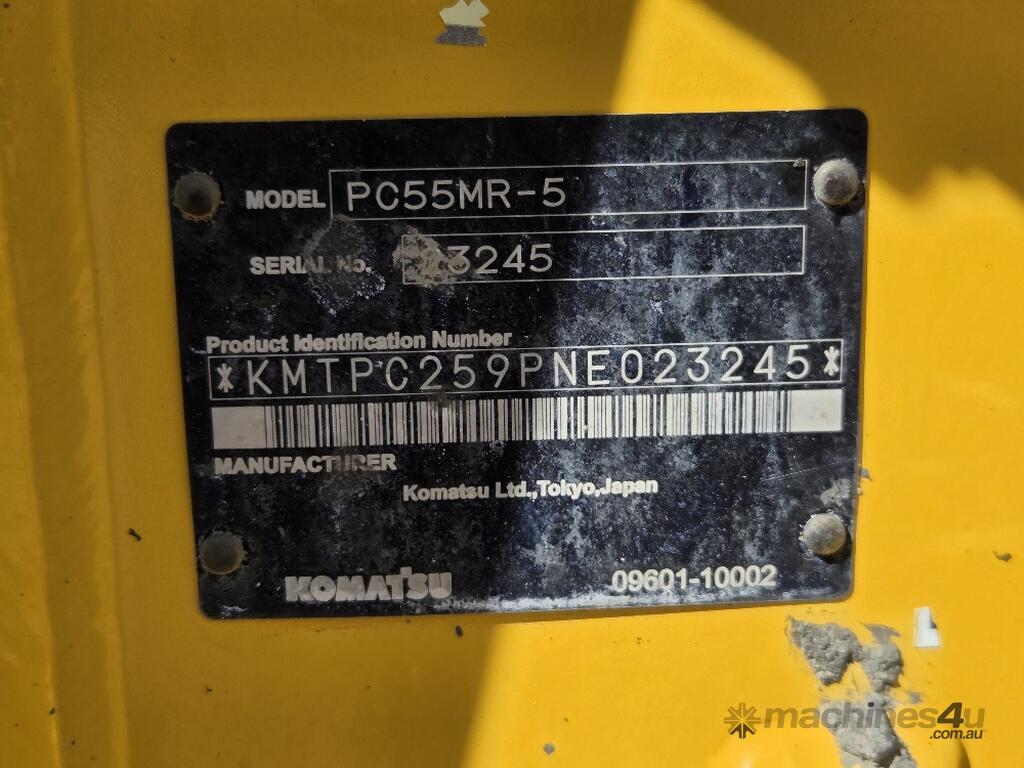 MODEL PC55MR-5
SERIAL No. 23245
Product Identification Number
*KMTPC259PNE023245*
MANUFACTURER
Komatsu Ltd.,Tokyo,Japan
KOMATSU 09601-10002
machines4u
.com.au